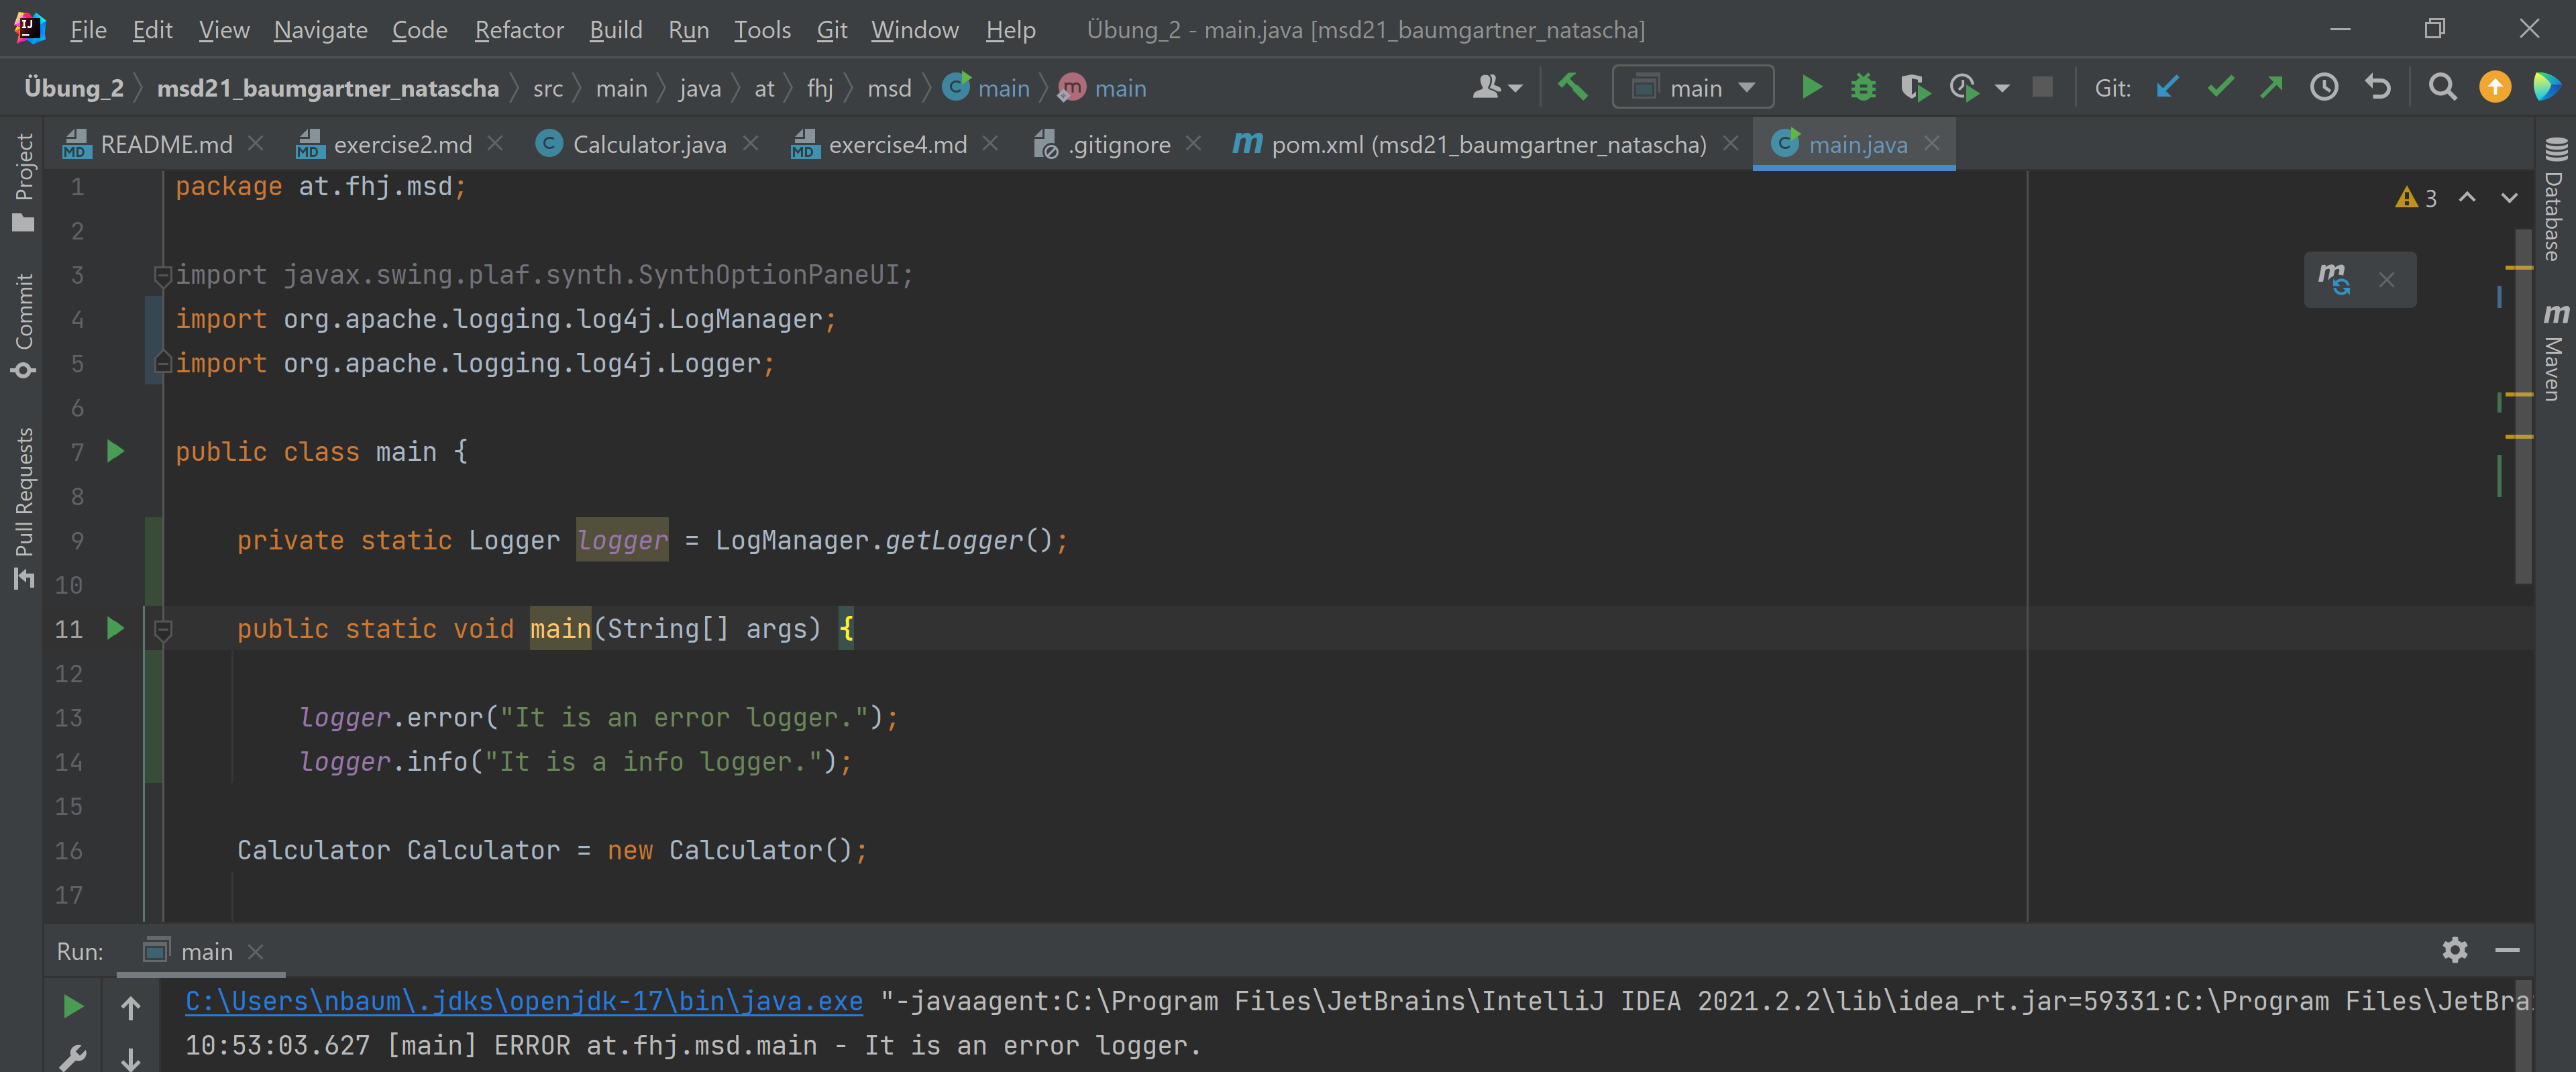 File Edit View Navigate Code Refactor Build Run Tools Git Window Help Übung_2 - main.java [msd21_baumgartner_natascha]
Übung_2 msd21_baumgartner_natascha src main java at fhj msd main main main Git:
README.md exercise2.md Calculator.java exercise4.md .gitignore pom.xml (msd21_baumgartner_natascha) main.java
Project
Commit
Pull Requests
Database
Maven
3
1 package at.fhj.msd;
2
3 import javax.swing.plaf.synth.SynthOptionPaneUI;
4 import org.apache.logging.log4j.LogManager;
5 import org.apache.logging.log4j.Logger;
6
7 public class main {
8
9 private static Logger logger = LogManager.getLogger();
10
11 public static void main(String[] args) {
12
13 logger.error("It is an error logger.");
14 logger.info("It is a info logger.");
15
16 Calculator Calculator = new Calculator();
17
Run: main
C:\Users\nbaum\.jdks\openjdk-17\bin\java.exe "-javaagent:C:\Program Files\JetBrains\IntelliJ IDEA 2021.2.2\lib\idea_rt.jar=59331:C:\Program Files\JetBra
10:53:03.627 [main] ERROR at.fhj.msd.main - It is an error logger.